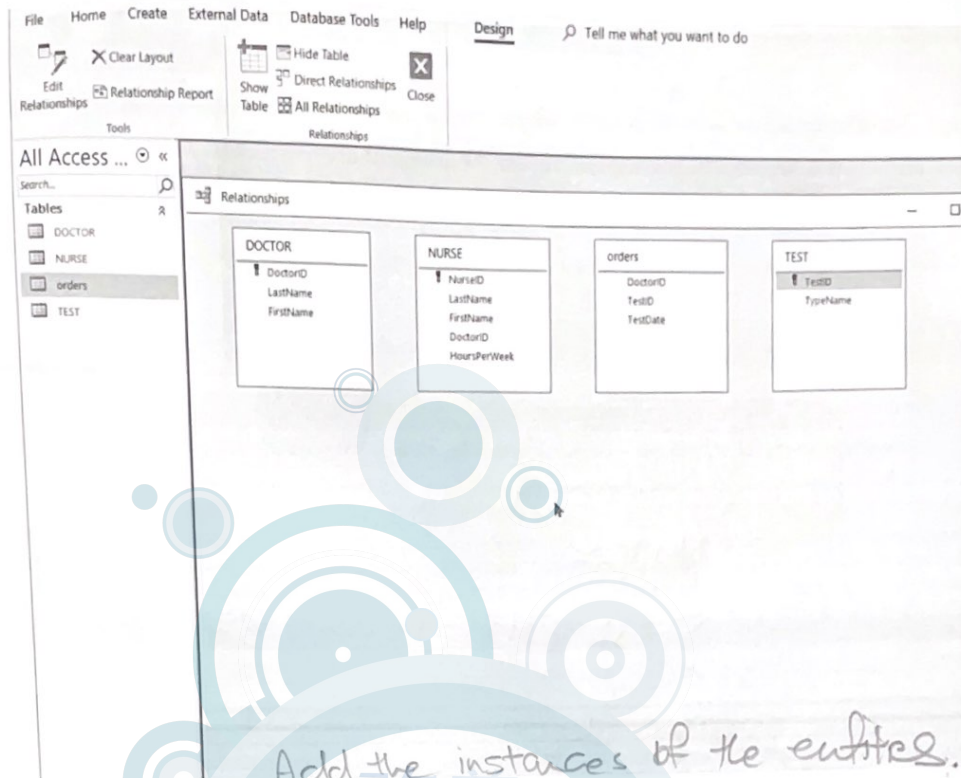 File Home Create External Data Database Tools Help Design Tell me what you want to do
Edit Relationships
Clear Layout
Relationship Report
Tools
Show Table
Hide Table
Direct Relationships
All Relationships
Close
Relationships
All Access ...
Search...
Tables
DOCTOR
NURSE
orders
TEST
Relationships
DOCTOR
DoctorID
LastName
FirstName
NURSE
NurseID
LastName
FirstName
DoctorID
HoursPerWeek
orders
DoctorID
TestID
TestDate
TEST
TestID
TypeName
Add the instances of the entites.